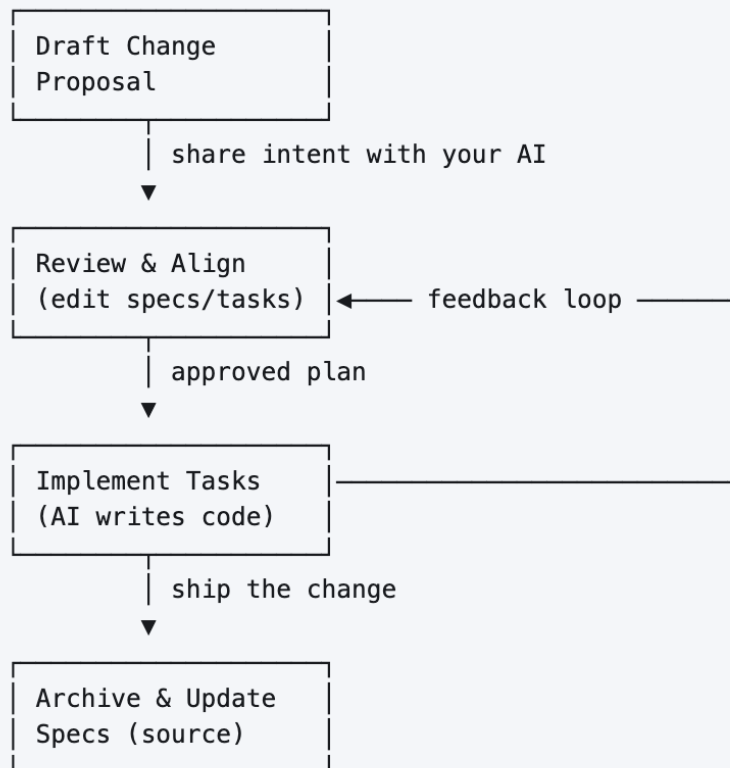 Draft Change
Proposal
share intent with your AI
Review & Align
(edit specs/tasks)
feedback loop
approved plan
Implement Tasks
(AI writes code)
ship the change
Archive & Update
Specs (source)